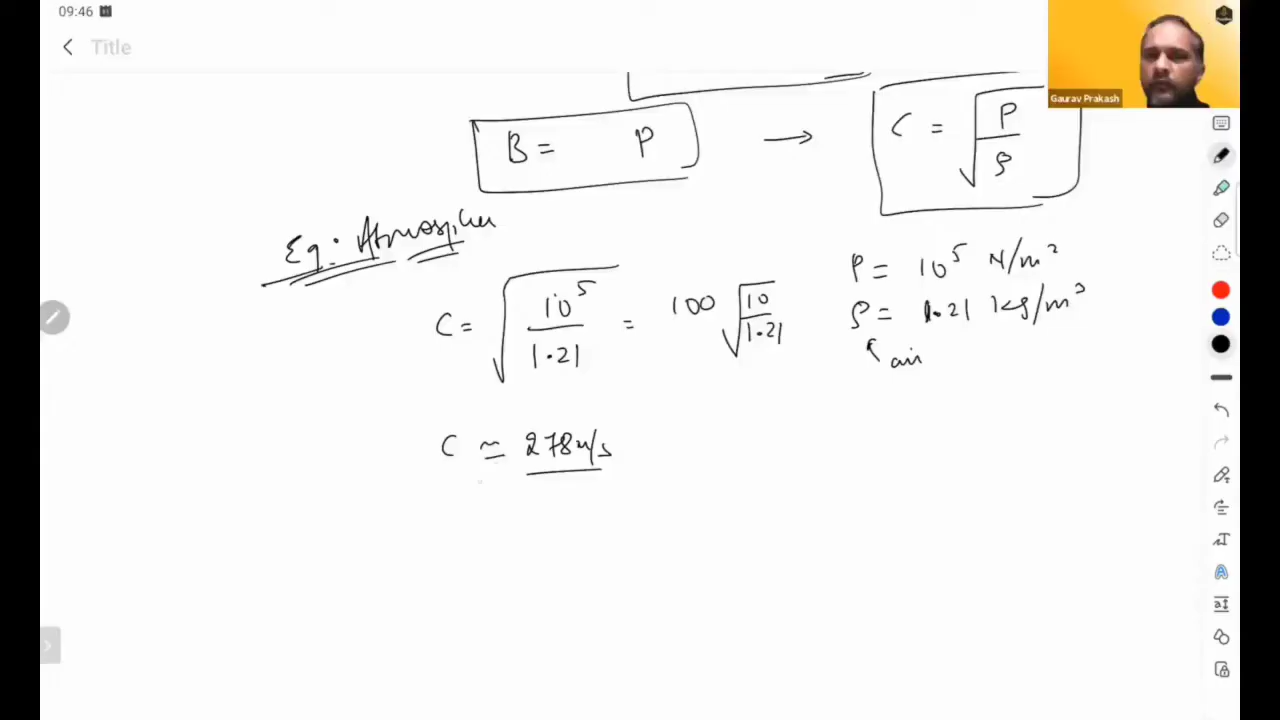 09:46
Title
Gaurav Prakash
B = P → C = √(P/ρ)
Eg: Atmospher
P = 10⁵ N/m²
C = √(10⁵/1.21) = 100 √(10/1.21)
ρ = 1.21 kg/m³
air
C ≃ 278 m/s